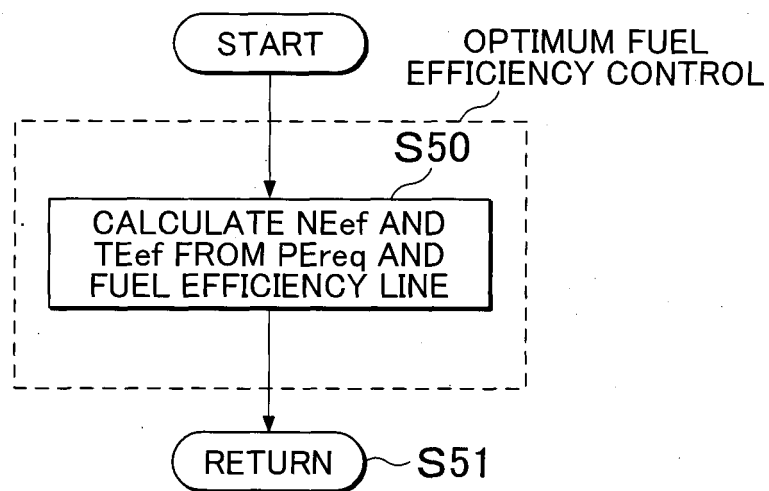 START
OPTIMUM FUEL
EFFICIENCY CONTROL
S50
CALCULATE NEef AND
TEef FROM PEreq AND
FUEL EFFICIENCY LINE
RETURN
S51